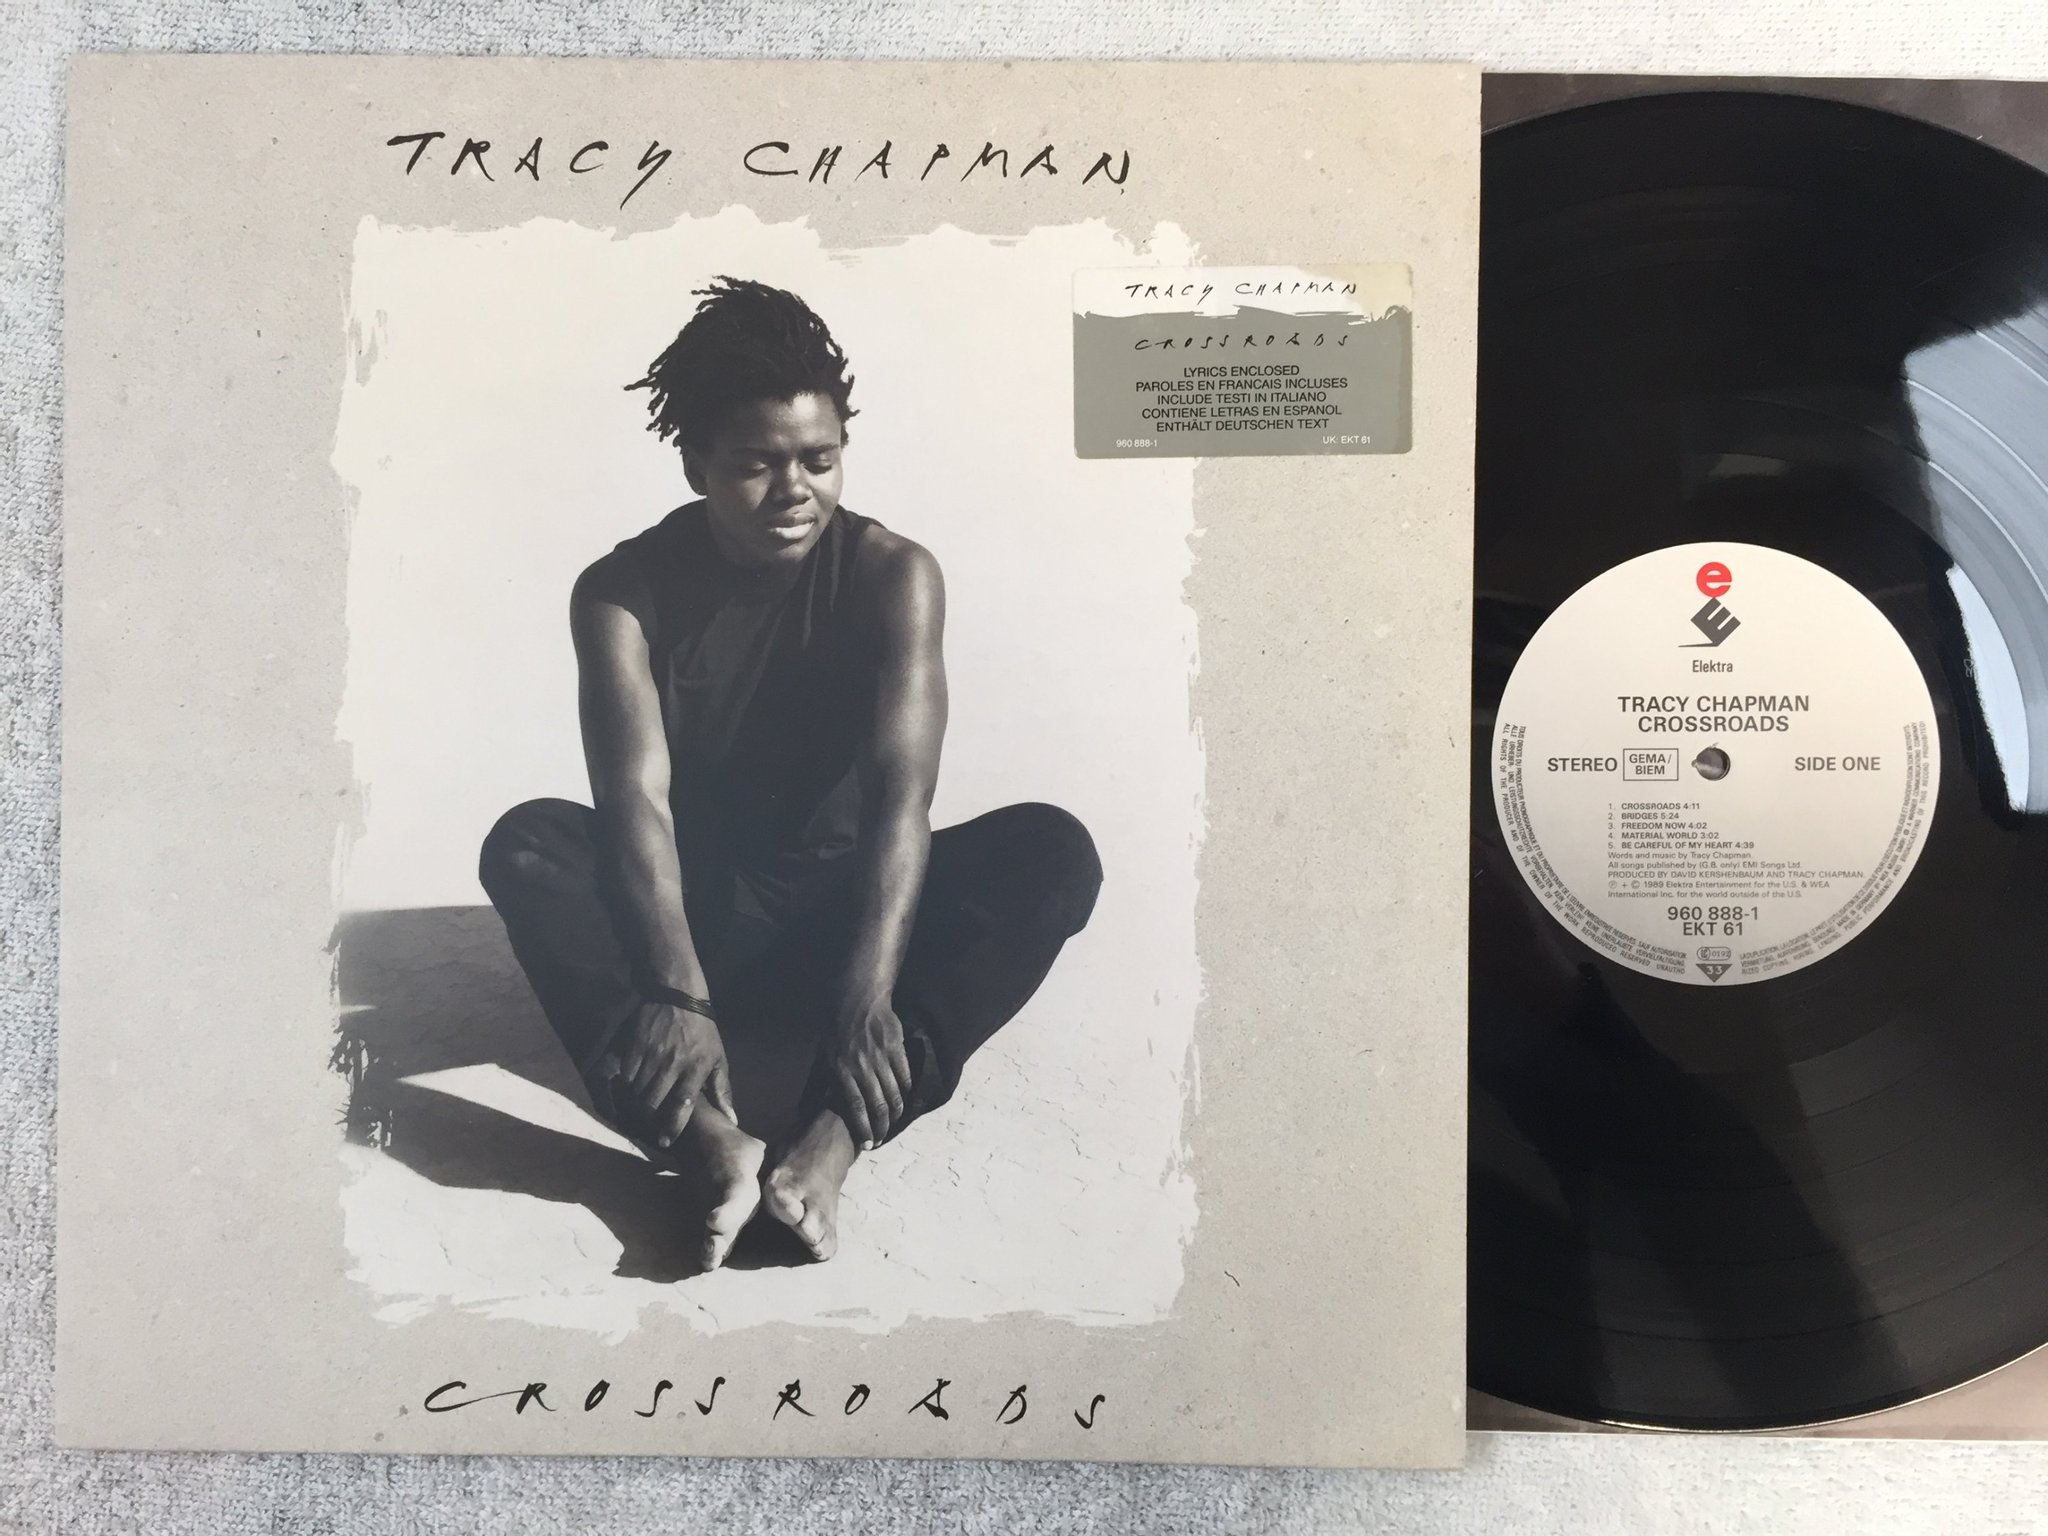 TRACY CHAPMAN
TRACY CHAPMAN
CROSSROADS
LYRICS ENCLOSED
PAROLES EN FRANCAIS INCLUSES
INCLUDE TESTI IN ITALIANO
CONTIENE LETRAS EN ESPANOL
ENTHÄLT DEUTSCHEN TEXT
960 888-1 UK: EKT 61
CROSSROADS
e
E
Elektra
TRACY CHAPMAN
CROSSROADS
STEREO GEMA/ BIEM SIDE ONE
1. CROSSROADS 4:11
2. BRIDGES 5:24
3. FREEDOM NOW 4:02
4. MATERIAL WORLD 3:02
5. BE CAREFUL OF MY HEART 4:39
Words and music by Tracy Chapman
All songs published by (G.B. only) EMI Songs Ltd.
PRODUCED BY DAVID KERSHENBAUM AND TRACY CHAPMAN.
℗ + © 1989 Elektra Entertainment for the U.S. & WEA
International Inc. for the world outside of the U.S.
960 888-1
EKT 61
LC 0192
33